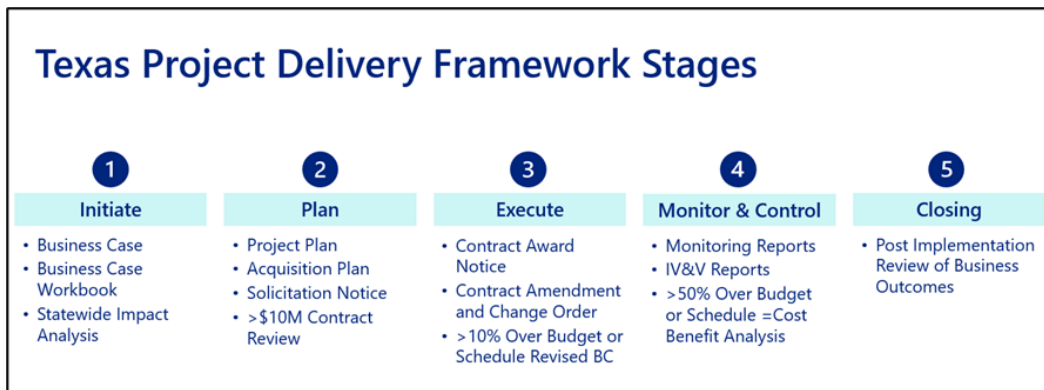 Texas Project Delivery Framework Stages
1
Initiate
• Business Case
• Business Case
Workbook
• Statewide Impact
Analysis
2
Plan
• Project Plan
• Acquisition Plan
• Solicitation Notice
• >$10M Contract
Review
3
Execute
• Contract Award
Notice
• Contract Amendment
and Change Order
• >10% Over Budget or
Schedule Revised BC
4
Monitor & Control
• Monitoring Reports
• IV&V Reports
• >50% Over Budget
or Schedule =Cost
Benefit Analysis
5
Closing
• Post Implementation
Review of Business
Outcomes